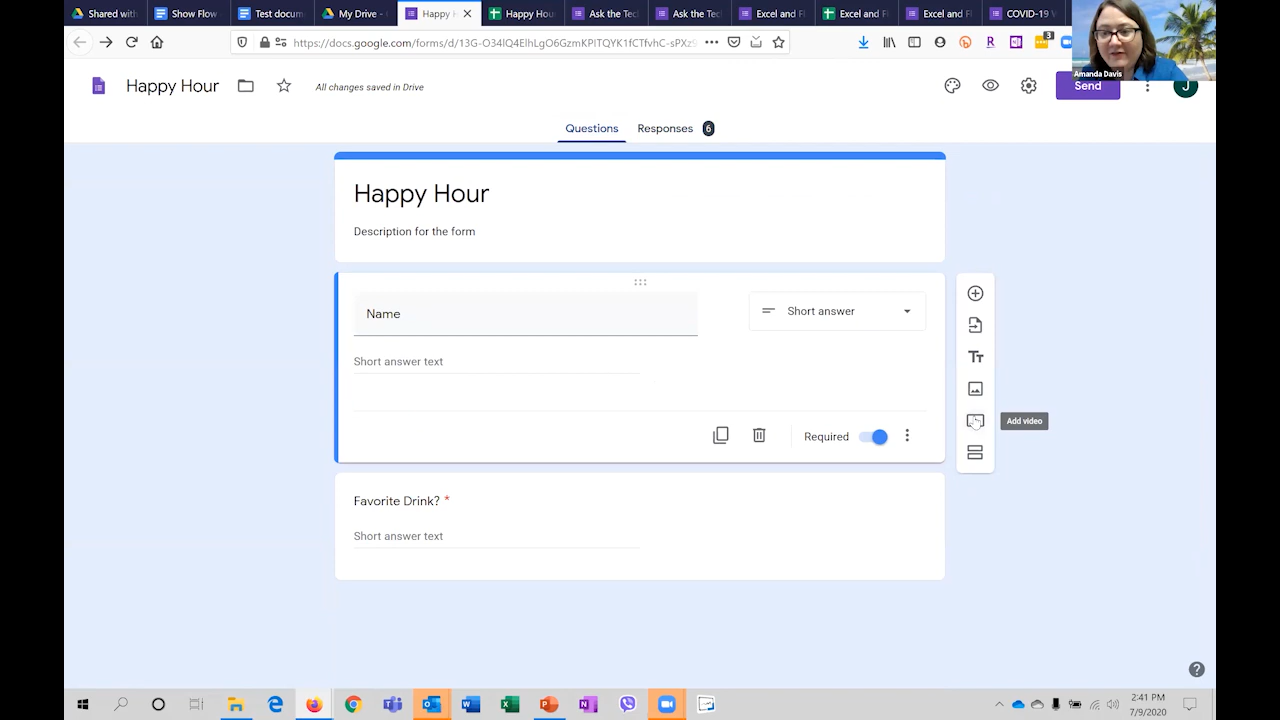 Shared with
Show Flow
Test docum
My Drive -
Happy H
Happy Hou
Ask the Tec
Ask the Tec
Excel and F
Excel and F
Excel and F
COVID-19 V
https://docs.google.com/forms/d/13G-O34lQ4ElhLgO6GzmKPITQYK1fCTfvhC-sPXz9
3
Amanda Davis
Happy Hour
All changes saved in Drive
Send
J
Questions
Responses 6
Happy Hour
Description for the form
Name
Short answer
Short answer text
Add video
Required
Favorite Drink? *
Short answer text
2:41 PM
7/9/2020